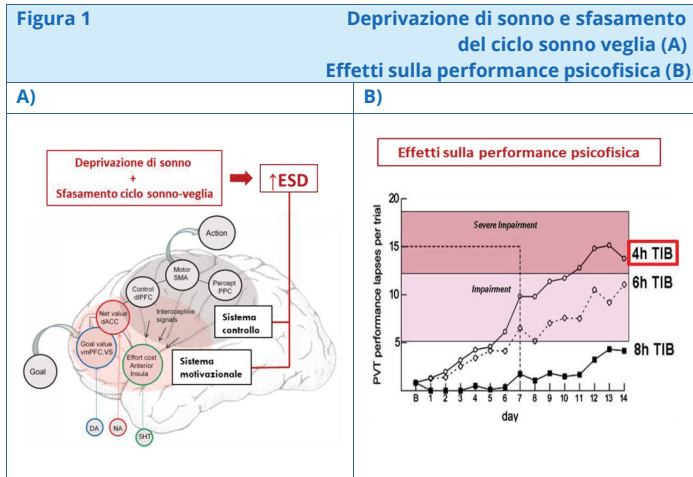 Figura 1
Deprivazione di sonno e sfasamento
del ciclo sonno veglia (A)
Effetti sulla performance psicofisica (B)
A)
B)
Deprivazione di sonno
+
Sfasamento ciclo sonno-veglia
↑ESD
Action
Motor
SMA
Percept
PPC
Control
dlPFC
Interoceptive
signals
Net value
dACC
Goal value
vmPFC,VS
Effort cost
Anterior
Insula
Goal
Sistema
controllo
Sistema
motivazionale
DA
NA
5HT
Effetti sulla performance psicofisica
PVT performance lapses per trial
20
15
10
5
Severe Impairment
Impairment
4h TIB
6h TIB
8h TIB
B 1 2 3 4 5 6 7 8 9 10 11 12 13 14
day